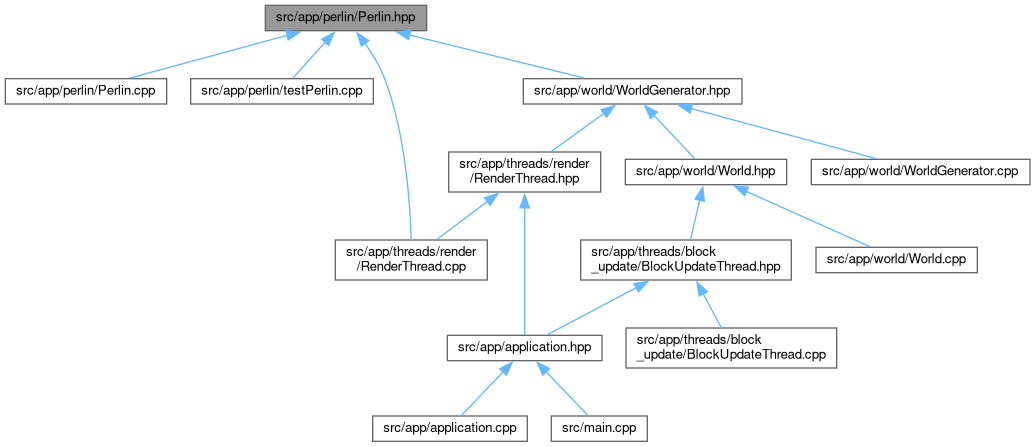 src/app/perlin/Perlin.hpp
src/app/perlin/Perlin.cpp
src/app/perlin/testPerlin.cpp
src/app/world/WorldGenerator.hpp
src/app/threads/render
/RenderThread.hpp
src/app/world/World.hpp
src/app/world/WorldGenerator.cpp
src/app/threads/render
/RenderThread.cpp
src/app/threads/block
_update/BlockUpdateThread.hpp
src/app/world/World.cpp
src/app/application.hpp
src/app/threads/block
_update/BlockUpdateThread.cpp
src/app/application.cpp
src/main.cpp